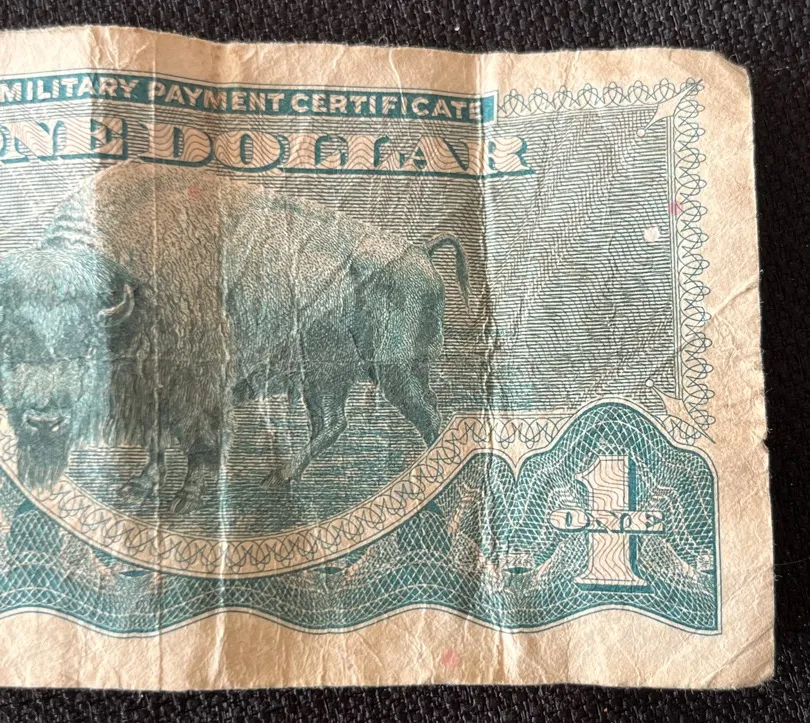 MILITARY PAYMENT CERTIFICATE
ONE DOLLAR
1
ONE